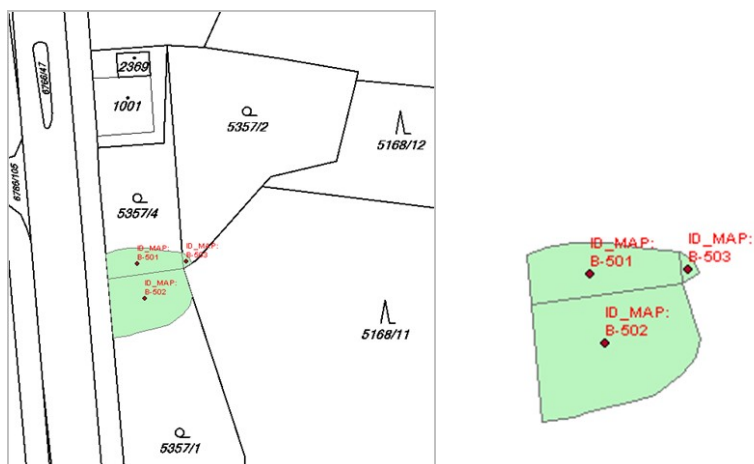 6766/47
2369
1001
5357/2
5168/12
6786/105
5357/4
ID_MAP:
B-501
ID_MAP:
B-503
ID_MAP:
B-502
5168/11
5357/1
ID_MAP:
B-501
ID_MAP:
B-503
ID_MAP:
B-502